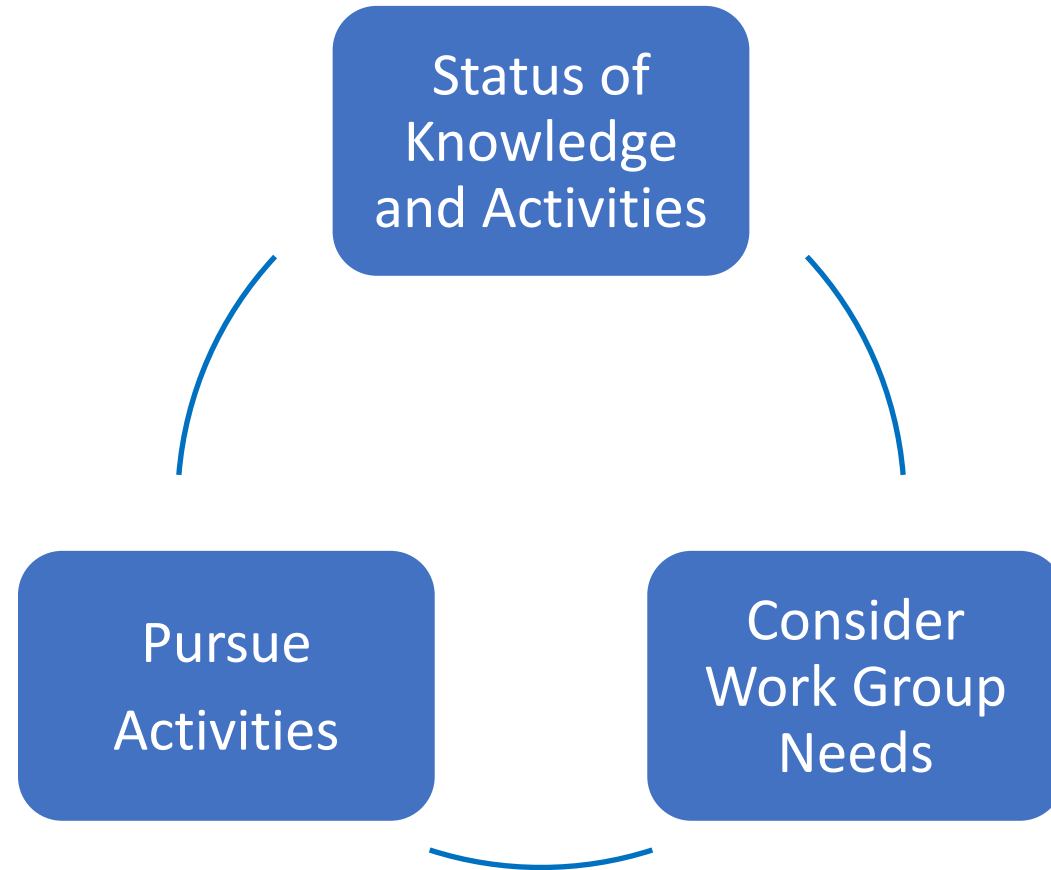 Status of
Knowledge
and Activities
Pursue
Activities
Consider
Work Group
Needs